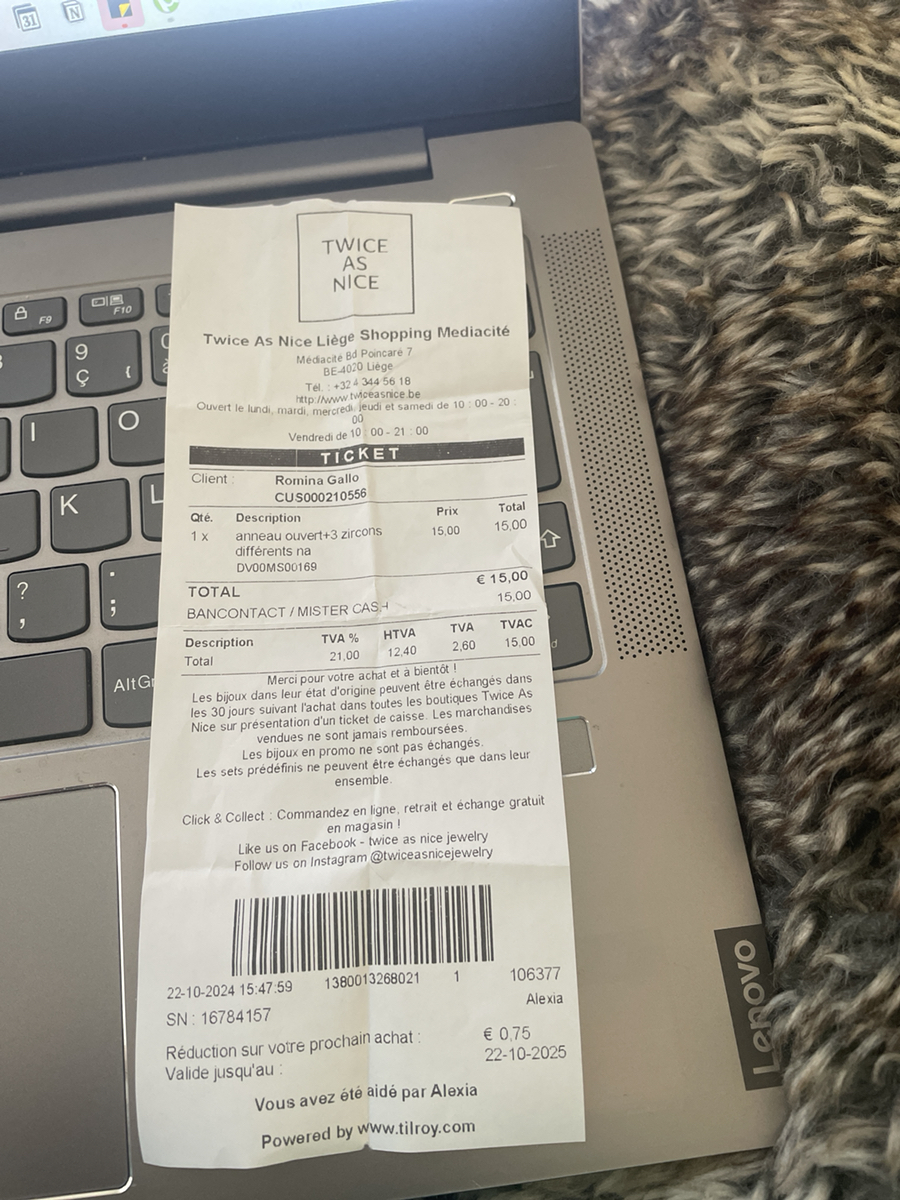 31
N
TWICE
AS
NICE
Twice As Nice Liège Shopping Mediacité
Médiacité Bd Poincaré 7
BE-4020 Liège
Tél. : +32 4 344 56 18
http://www.twiceasnice.be
Ouvert le lundi, mardi, mercredi, jeudi et samedi de 10 : 00 - 20 :
00
Vendredi de 10 : 00 - 21 : 00
TICKET
Client : Romina Gallo
CUS000210556
Qté. Description Prix Total
1 x anneau ouvert+3 zircons 15,00 15,00
différents na
DV00MS00169
TOTAL € 15,00
BANCONTACT / MISTER CASH 15,00
Description TVA % HTVA TVA TVAC
Total 21,00 12,40 2,60 15,00
Merci pour votre achat et à bientôt !
Les bijoux dans leur état d'origine peuvent être échangés dans
les 30 jours suivant l'achat dans toutes les boutiques Twice As
Nice sur présentation d'un ticket de caisse. Les marchandises
vendues ne sont jamais remboursées.
Les bijoux en promo ne sont pas échangés.
Les sets prédéfinis ne peuvent être échangés que dans leur
ensemble.
Click & Collect : Commandez en ligne, retrait et échange gratuit
en magasin !
Like us on Facebook - twice as nice jewelry
Follow us on Instagram @twiceasnicejewelry
22-10-2024 15:47:59 1380013268021 1 106377
SN : 16784157 Alexia
Réduction sur votre prochain achat : € 0,75
Valide jusqu'au : 22-10-2025
Vous avez été aidé par Alexia
Powered by www.tilroy.com
F9
F10
9
Ç {
I
O
K
L
?
,
.
;
AltGr
Lenovo